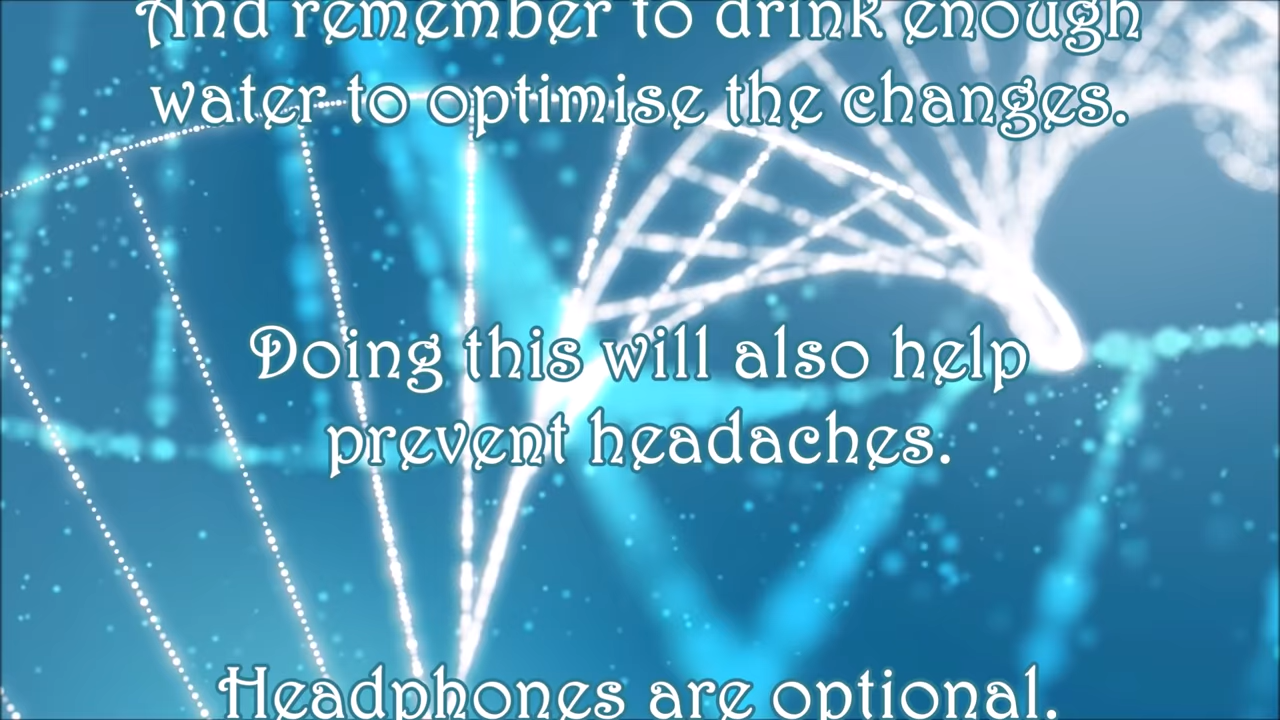 And remember to drink enough
water to optimise the changes.
Doing this will also help
prevent headaches.
Headphones are optional.